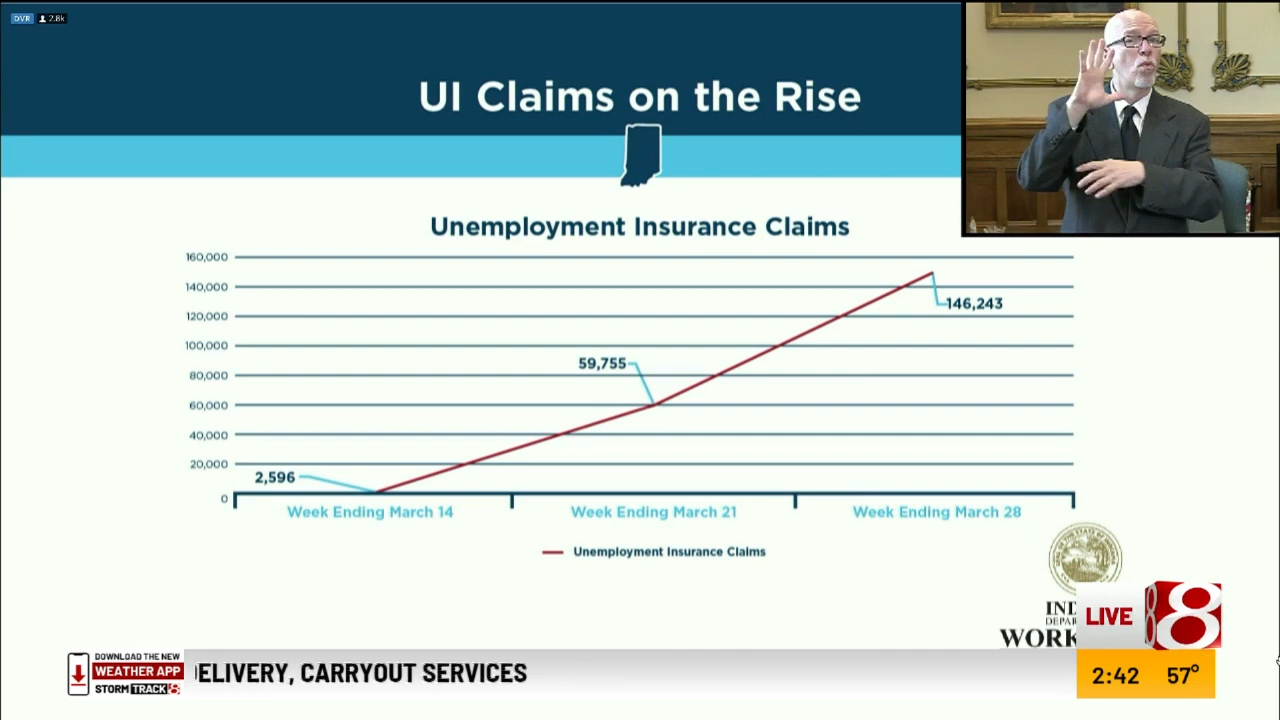 DVR 2.8k
UI Claims on the Rise
Unemployment Insurance Claims
160,000
140,000
120,000
100,000
80,000
60,000
40,000
20,000
0
2,596
59,755
146,243
Week Ending March 14
Week Ending March 21
Week Ending March 28
Unemployment Insurance Claims
IND
DEPAR
WORK
LIVE 8
DOWNLOAD THE NEW
WEATHER APP
STORM TRACK 8
DELIVERY, CARRYOUT SERVICES
2:42 57°